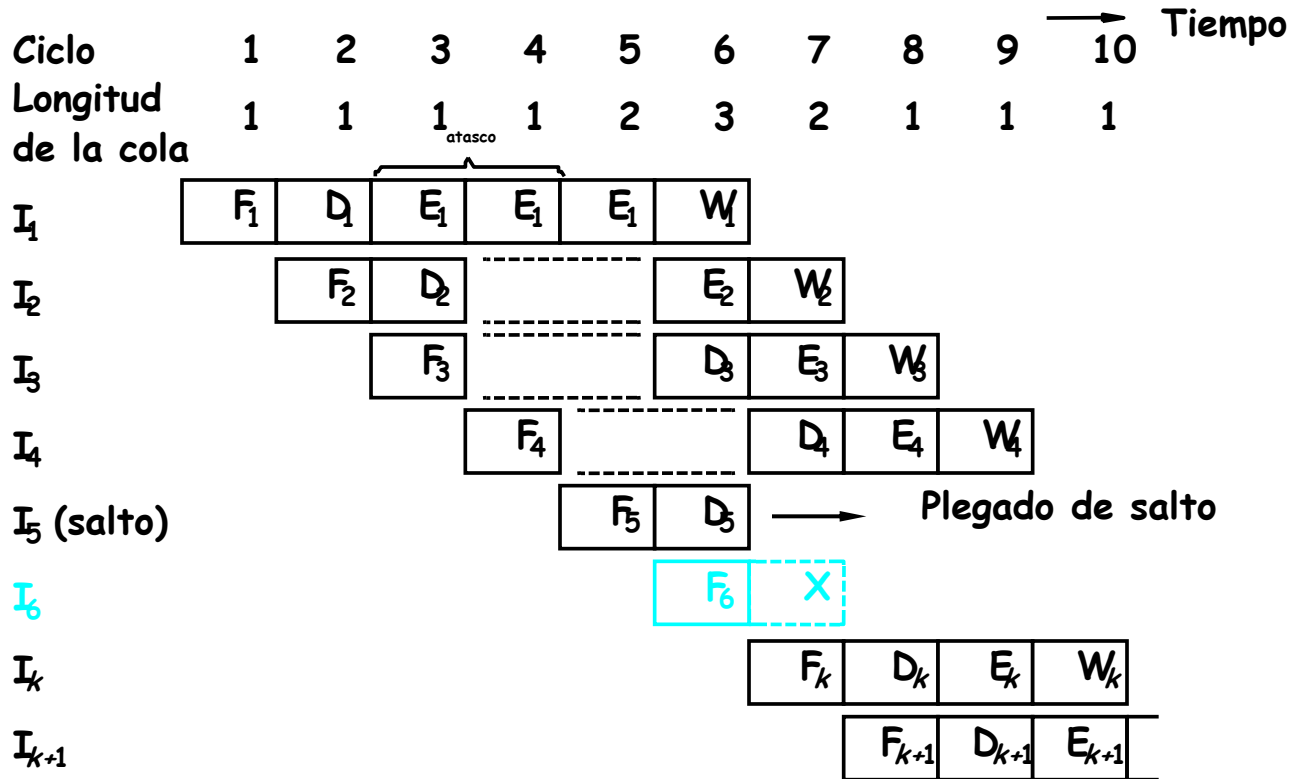 Tiempo
Ciclo 1 2 3 4 5 6 7 8 9 10
Longitud
de la cola 1 1 1 1 2 3 2 1 1 1
atasco
I1 F1 D1 E1 E1 E1 W1
I2 F2 D2 E2 W2
I3 F3 D3 E3 W3
I4 F4 D4 E4 W4
I5 (salto) F5 D5 Plegado de salto
I6 F6 X
Ik Fk Dk Ek Wk
Ik+1 Fk+1 Dk+1 Ek+1